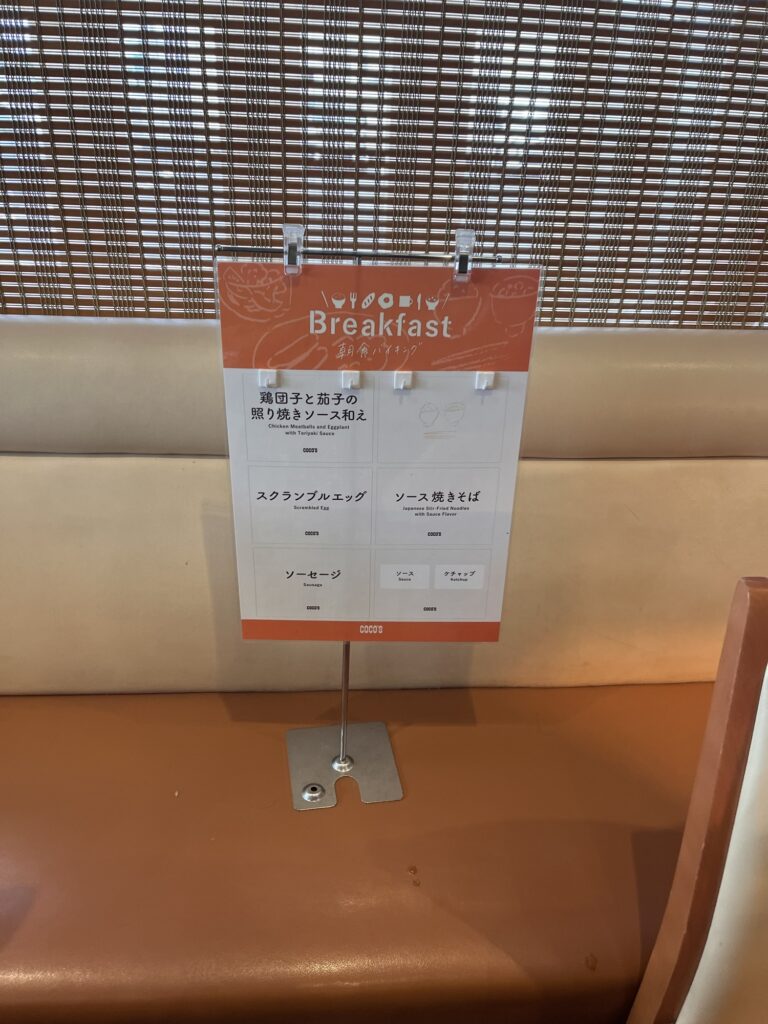 Breakfast
朝食バイキング
鶏団子と茄子の
照り焼きソース和え
Chicken Meatballs and Eggplant
with Teriyaki Sauce
COCO'S
スクランブルエッグ
Scrambled Egg
COCO'S
ソース焼きそば
Japanese Stir-Fried Noodles
with Sauce Flavor
COCO'S
ソーセージ
Sausage
COCO'S
ソース
Sauce
ケチャップ
Ketchup
COCO'S
COCO'S